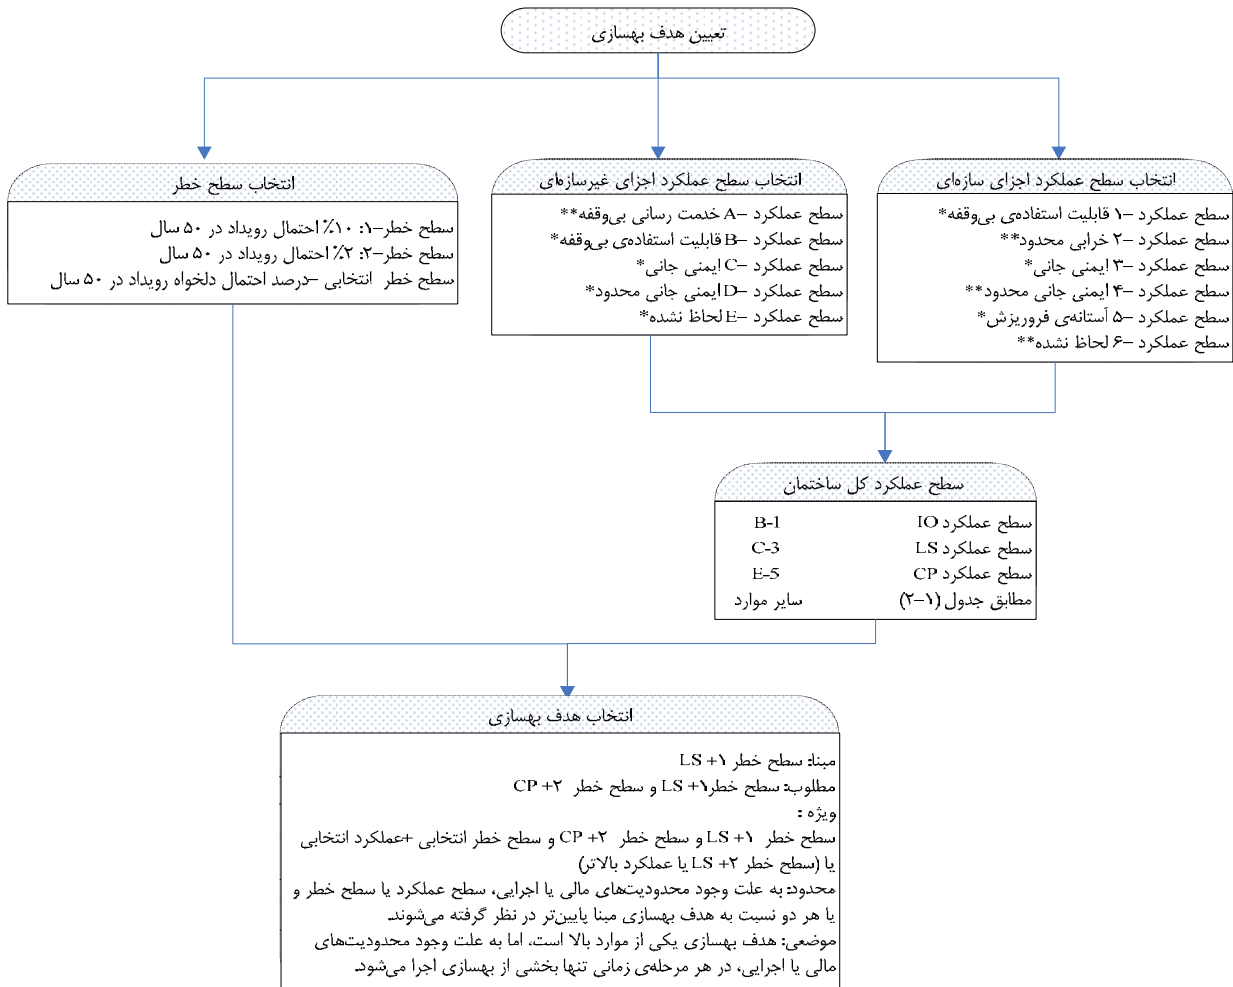 تعیین هدف بهسازی
انتخاب سطح عملکرد اجزای سازه‌ای
سطح عملکرد –۱ قابلیت استفاده‌ی بی‌وقفه*
سطح عملکرد –۲ خرابی محدود**
سطح عملکرد –۳ ایمنی جانی*
سطح عملکرد –۴ ایمنی جانی محدود**
سطح عملکرد –۵ آستانه‌ی فروریزش*
سطح عملکرد –۶ لحاظ نشده**
انتخاب سطح عملکرد اجزای غیرسازه‌ای
سطح عملکرد –A خدمت رسانی بی‌وقفه**
سطح عملکرد –B قابلیت استفاده‌ی بی‌وقفه*
سطح عملکرد –C ایمنی جانی*
سطح عملکرد –D ایمنی جانی محدود*
سطح عملکرد –E لحاظ نشده*
انتخاب سطح خطر
سطح خطر–۱: ۱۰٪ احتمال رویداد در ۵۰ سال
سطح خطر–۲: ۲٪ احتمال رویداد در ۵۰ سال
سطح خطر انتخابی –درصد احتمال دلخواه رویداد در ۵۰ سال
سطح عملکرد کل ساختمان
سطح عملکرد IO B-1
سطح عملکرد LS C-3
سطح عملکرد CP E-5
مطابق جدول (۱–۲) سایر موارد
انتخاب هدف بهسازی
مبنا: سطح خطر ۱+ LS
مطلوب: سطح خطر۱+ LS و سطح خطر ۲+ CP
ویژه :
سطح خطر ۱+ LS و سطح خطر ۲+ CP و سطح خطر انتخابی +عملکرد انتخابی
یا (سطح خطر ۲+ LS یا عملکرد بالاتر)
محدود: به علت وجود محدودیت‌های مالی یا اجرایی، سطح عملکرد یا سطح خطر و
یا هر دو نسبت به هدف بهسازی مبنا پایین‌تر در نظر گرفته می‌شوند.
موضعی: هدف بهسازی یکی از موارد بالا است، اما به علت وجود محدودیت‌های
مالی یا اجرایی، در هر مرحله‌ی زمانی تنها بخشی از بهسازی اجرا می‌شود.